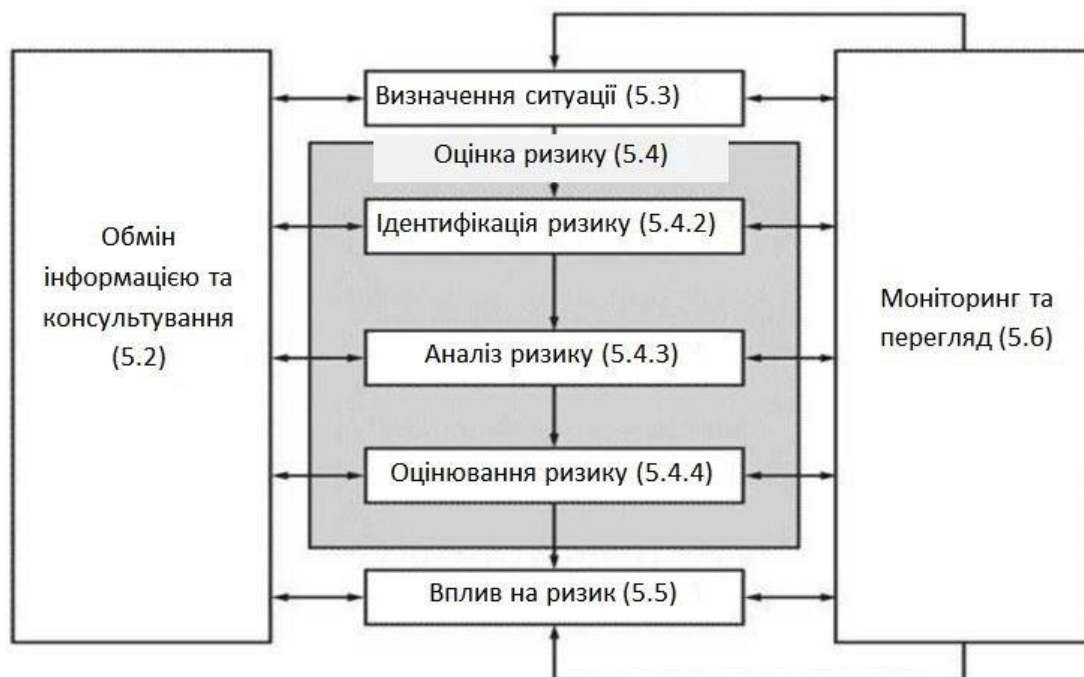 Визначення ситуації (5.3)
Оцінка ризику (5.4)
Ідентифікація ризику (5.4.2)
Обмін
інформацією та
консультування
(5.2)
Аналіз ризику (5.4.3)
Моніторинг та
перегляд (5.6)
Оцінювання ризику (5.4.4)
Вплив на ризик (5.5)